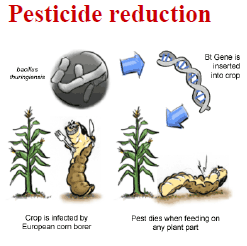 Pesticide reduction
bacillus
thuringiensis
Bt Gene is
inserted
into crop
Crop is infected by
European corn borer
Pest dies when feeding on
any plant part